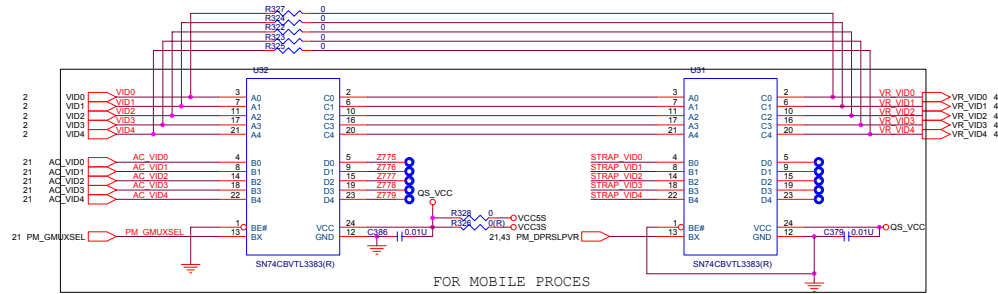 R327 0
R324 0
R322 0
R323 0
R325 0
U32 U31
2 VID0 VID0 3 A0 C0 2 3 A0 C0 2 VR_VID0 VR_VID0 4
2 VID1 VID1 7 A1 C1 6 7 A1 C1 6 VR_VID1 VR_VID1 4
2 VID2 VID2 11 A2 C2 10 11 A2 C2 10 VR_VID2 VR_VID2 4
2 VID3 VID3 17 A3 C3 16 17 A3 C3 16 VR_VID3 VR_VID3 4
2 VID4 VID4 21 A4 C4 20 21 A4 C4 20 VR_VID4 VR_VID4 4
21 AC_VID0 AC_VID0 4 B0 D0 5 Z775 STRAP_VID0 4 B0 D0 5
21 AC_VID1 AC_VID1 8 B1 D1 9 Z776 STRAP_VID1 8 B1 D1 9
21 AC_VID2 AC_VID2 14 B2 D2 15 Z777 STRAP_VID2 14 B2 D2 15
21 AC_VID3 AC_VID3 18 B3 D3 19 Z778 STRAP_VID3 18 B3 D3 19
21 AC_VID4 AC_VID4 22 B4 D4 23 Z779 STRAP_VID4 22 B4 D4 23
QS_VCC
R328 0 VCC5S
R326 0(R) VCC3S
1 BE# VCC 24 1 BE# VCC 24 QS_VCC
21 PM_GMUXSEL PM_GMUXSEL 13 BX GND 12 C386 0.01U 21,43 PM_DPRSLPVR 13 BX GND 12 C379 0.01U
SN74CBVTL3383(R) SN74CBVTL3383(R)
FOR MOBILE PROCES